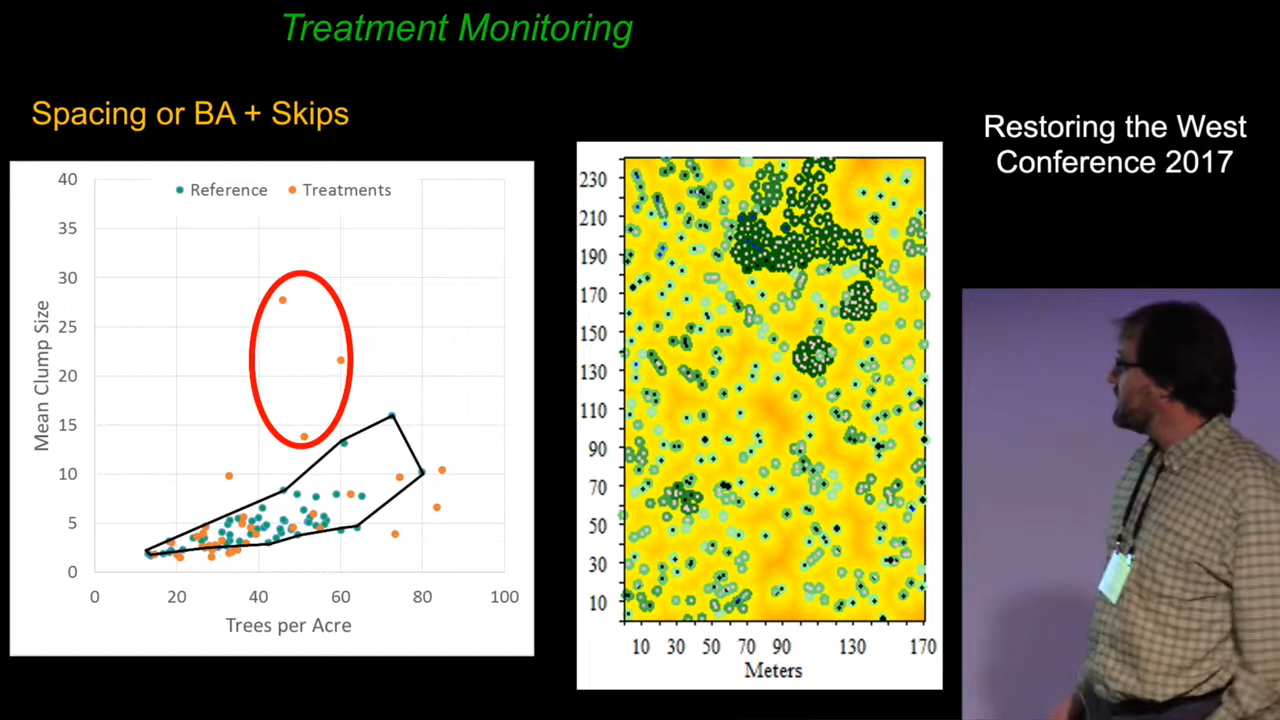 Treatment Monitoring
Spacing or BA + Skips
Restoring the West
Conference 2017
Reference
Treatments
40
35
30
25
20
15
10
5
0
Mean Clump Size
0 20 40 60 80 100
Trees per Acre
230
210
190
170
150
130
110
90
70
50
30
10
10 30 50 70 90 130 170
Meters